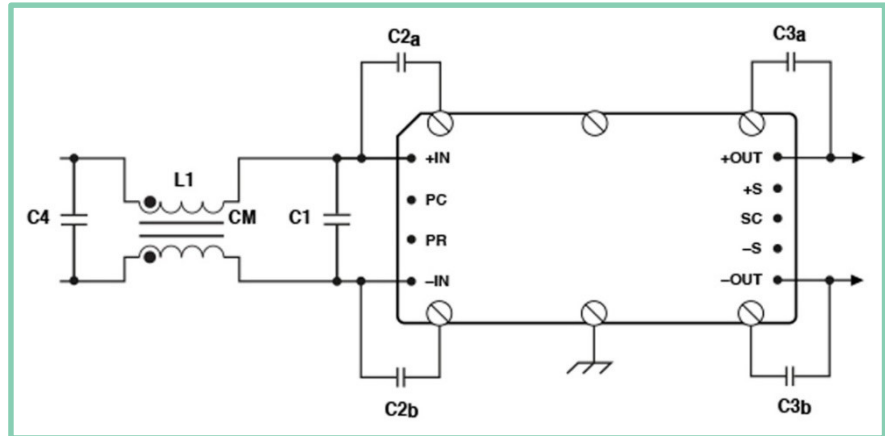 C2a
C3a
+IN
+OUT
L1
+S
PC
C4
CM
C1
SC
PR
–S
–IN
–OUT
C2b
C3b